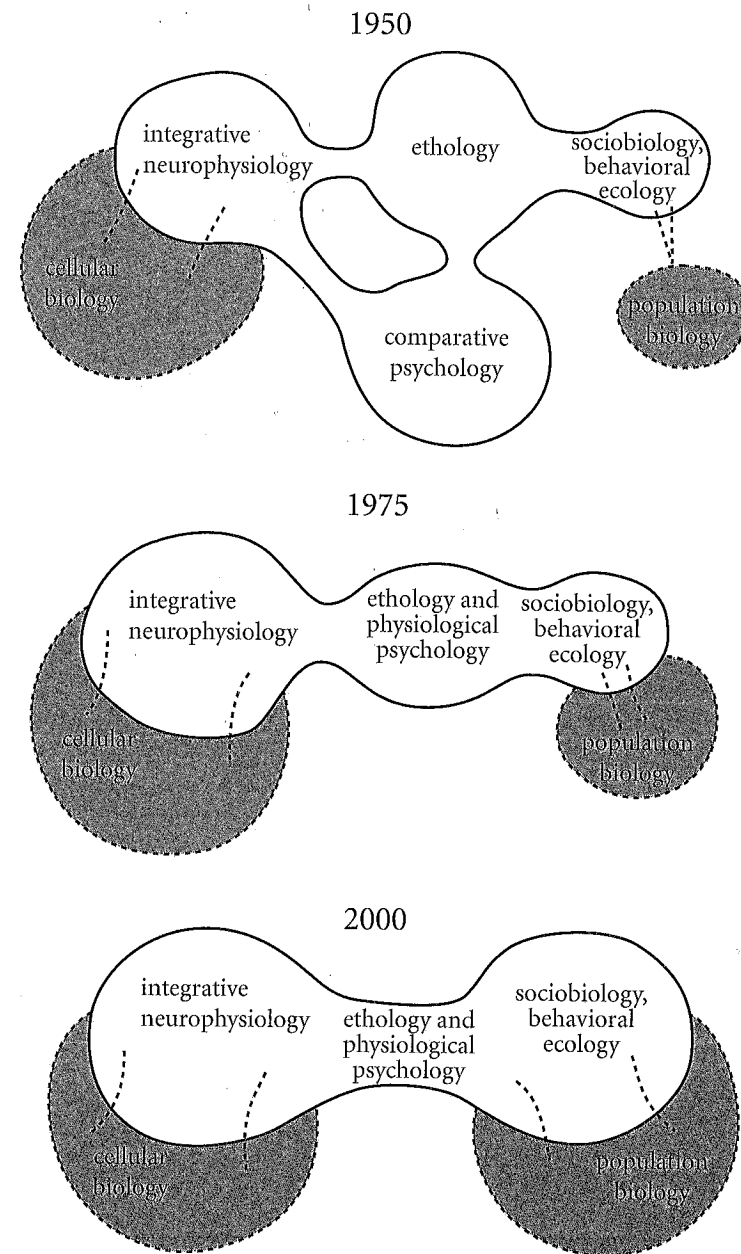 1950
integrative
neurophysiology
ethology
sociobiology,
behavioral
ecology
cellular
biology
population
biology
comparative
psychology
1975
integrative
neurophysiology
ethology and
physiological
psychology
sociobiology,
behavioral
ecology
cellular
biology
population
biology
2000
integrative
neurophysiology
ethology and
physiological
psychology
sociobiology,
behavioral
ecology
cellular
biology
population
biology